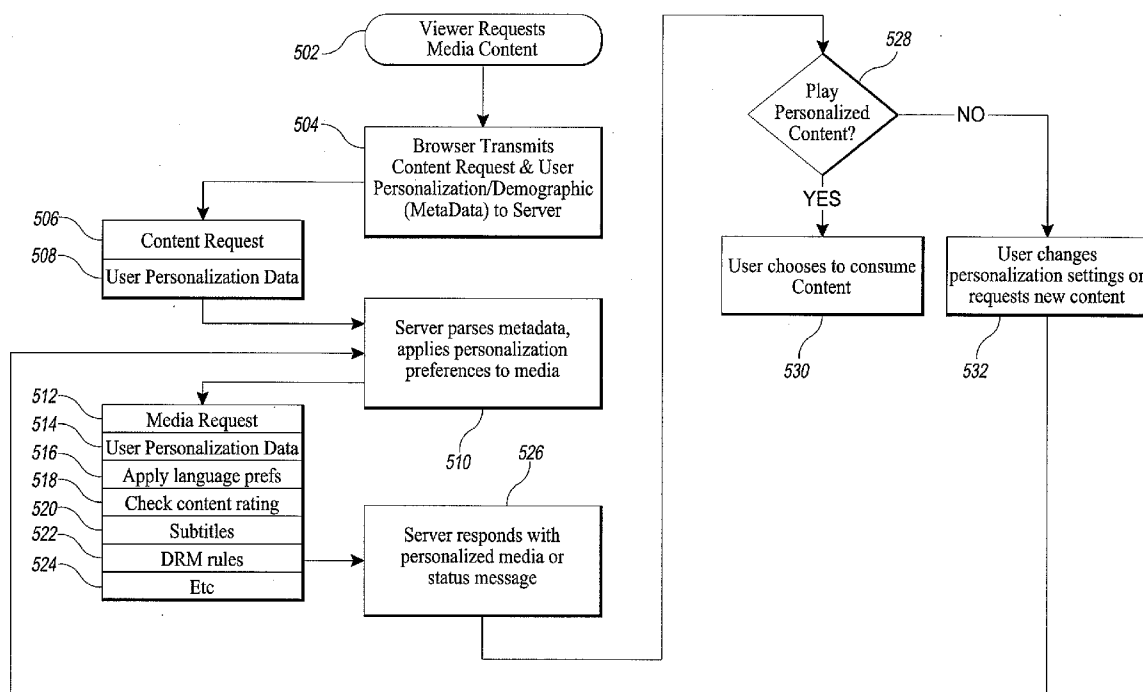 502
Viewer Requests
Media Content
504
Browser Transmits
Content Request & User
Personalization/Demographic
(MetaData) to Server
506
Content Request
508
User Personalization Data
Server parses metadata,
applies personalization
preferences to media
510
512
Media Request
514
User Personalization Data
516
Apply language prefs
518
Check content rating
520
Subtitles
522
DRM rules
524
Etc
526
Server responds with
personalized media or
status message
528
Play
Personalized
Content?
NO
YES
User chooses to consume
Content
530
User changes
personalization settings or
requests new content
532